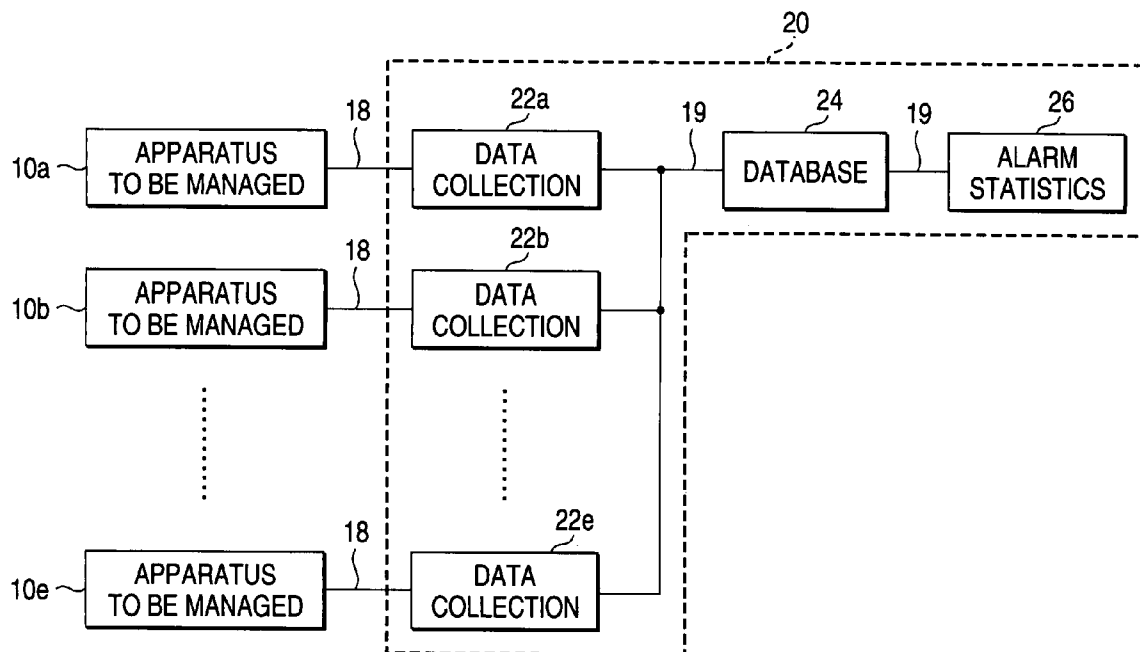 20
18
22a
19
24
19
26
10a
APPARATUS
TO BE MANAGED
DATA
COLLECTION
DATABASE
ALARM
STATISTICS
18
22b
10b
APPARATUS
TO BE MANAGED
DATA
COLLECTION
18
22e
10e
APPARATUS
TO BE MANAGED
DATA
COLLECTION